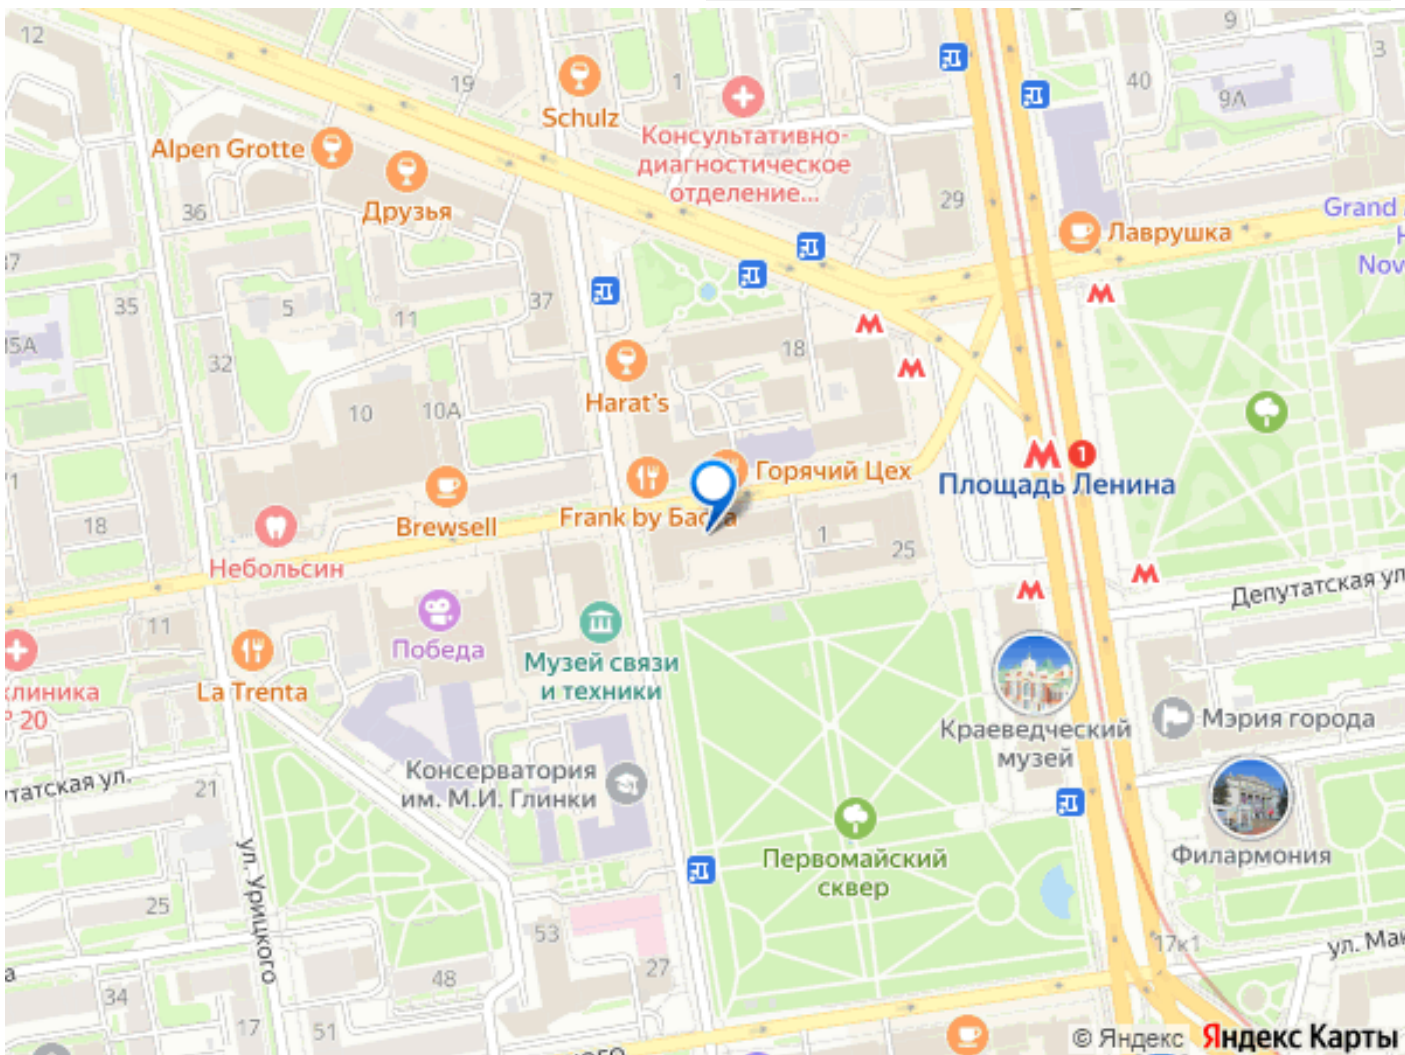 12
19
Schulz
1
Консультативно-
диагностическое
отделение...
9
3
40
9А
Alpen Grotte
Друзья
36
29
Лаврушка
Grand
Nov
37
35
5
11
15А
32
18
М
М
М
Harat's
10
10А
М
1
Площадь Ленина
Горячий Цех
Frank by
Brewsell
18
Небольсин
1
25
М
М
Депутатская ул
11
Победа
Музей связи
и техники
La Trenta
клиника
20
Краеведческий
музей
Мэрия города
Консерватория
им. М.И. Глинки
татская ул.
21
ул. Урицкого
Первомайский
сквер
Филармония
25
53
27
48
17к1
ул. Мак
34
17
51
© Яндекс Яндекс Карты